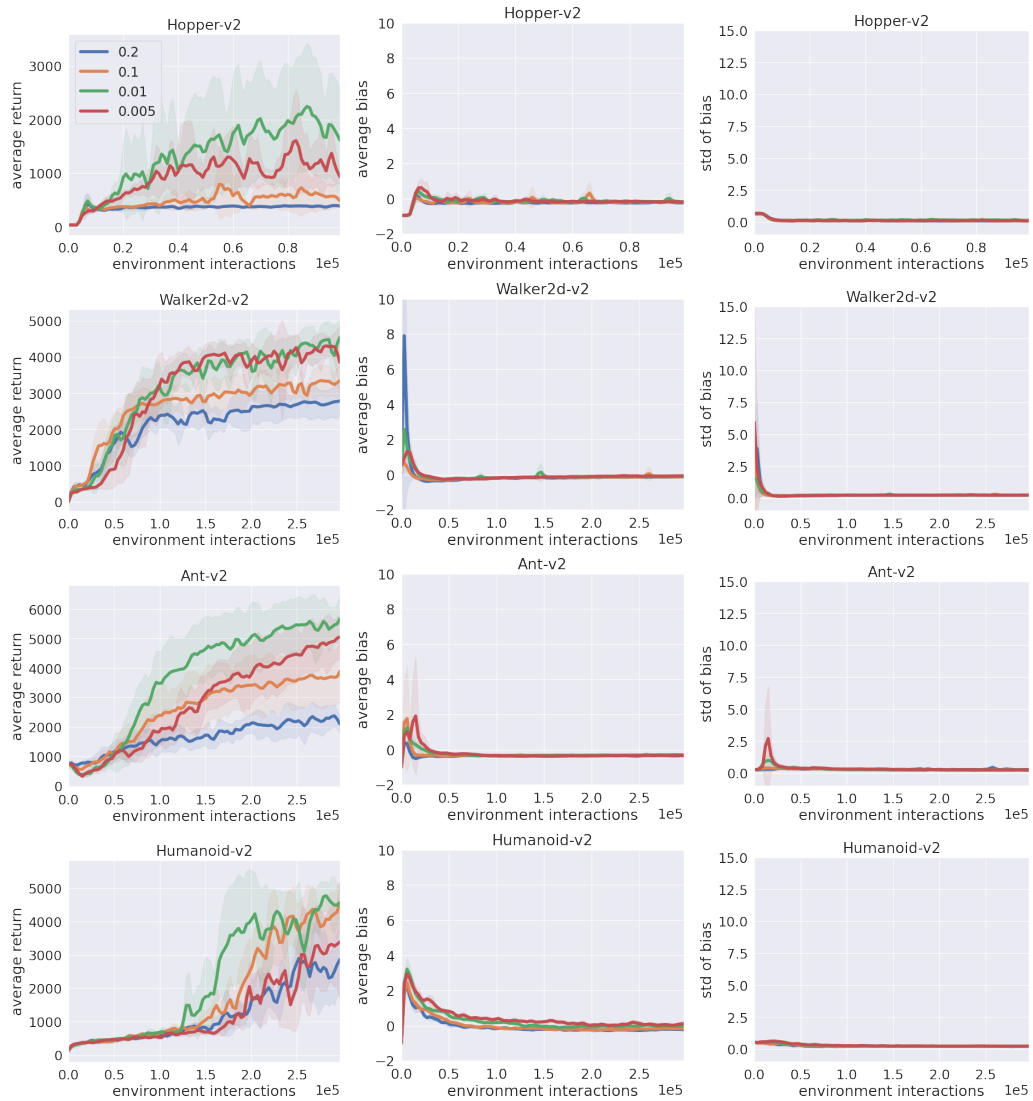 Hopper-v2
average return
3000
2000
1000
0
0.2
0.1
0.01
0.005
0.0 0.2 0.4 0.6 0.8
environment interactions 1e5
Hopper-v2
average bias
10
8
6
4
2
0
−2
0.0 0.2 0.4 0.6 0.8
environment interactions 1e5
Hopper-v2
std of bias
15.0
12.5
10.0
7.5
5.0
2.5
0.0
0.0 0.2 0.4 0.6 0.8
environment interactions 1e5
Walker2d-v2
average return
5000
4000
3000
2000
1000
0
0.0 0.5 1.0 1.5 2.0 2.5
environment interactions 1e5
Walker2d-v2
average bias
10
8
6
4
2
0
−2
0.0 0.5 1.0 1.5 2.0 2.5
environment interactions 1e5
Walker2d-v2
std of bias
15.0
12.5
10.0
7.5
5.0
2.5
0.0
0.0 0.5 1.0 1.5 2.0 2.5
environment interactions 1e5
Ant-v2
average return
6000
5000
4000
3000
2000
1000
0
0.0 0.5 1.0 1.5 2.0 2.5
environment interactions 1e5
Ant-v2
average bias
10
8
6
4
2
0
−2
0.0 0.5 1.0 1.5 2.0 2.5
environment interactions 1e5
Ant-v2
std of bias
15.0
12.5
10.0
7.5
5.0
2.5
0.0
0.0 0.5 1.0 1.5 2.0 2.5
environment interactions 1e5
Humanoid-v2
average return
5000
4000
3000
2000
1000
0
0.0 0.5 1.0 1.5 2.0 2.5
environment interactions 1e5
Humanoid-v2
average bias
10
8
6
4
2
0
−2
0.0 0.5 1.0 1.5 2.0 2.5
environment interactions 1e5
Humanoid-v2
std of bias
15.0
12.5
10.0
7.5
5.0
2.5
0.0
0.0 0.5 1.0 1.5 2.0 2.5
environment interactions 1e5